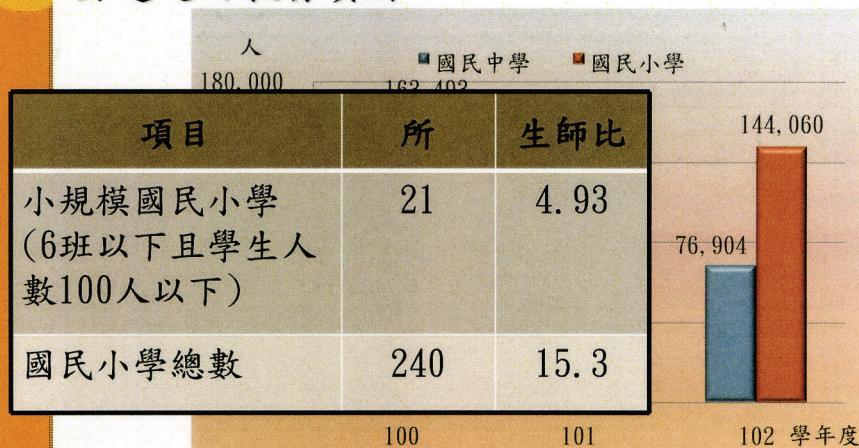 人
國民中學 國民小學
180,000
163,403
項目 所 生師比
小規模國民小學 21 4.93
(6班以下且學生人
數100人以下)
國民小學總數 240 15.3
144,060
76,904
100 101 102 學年度